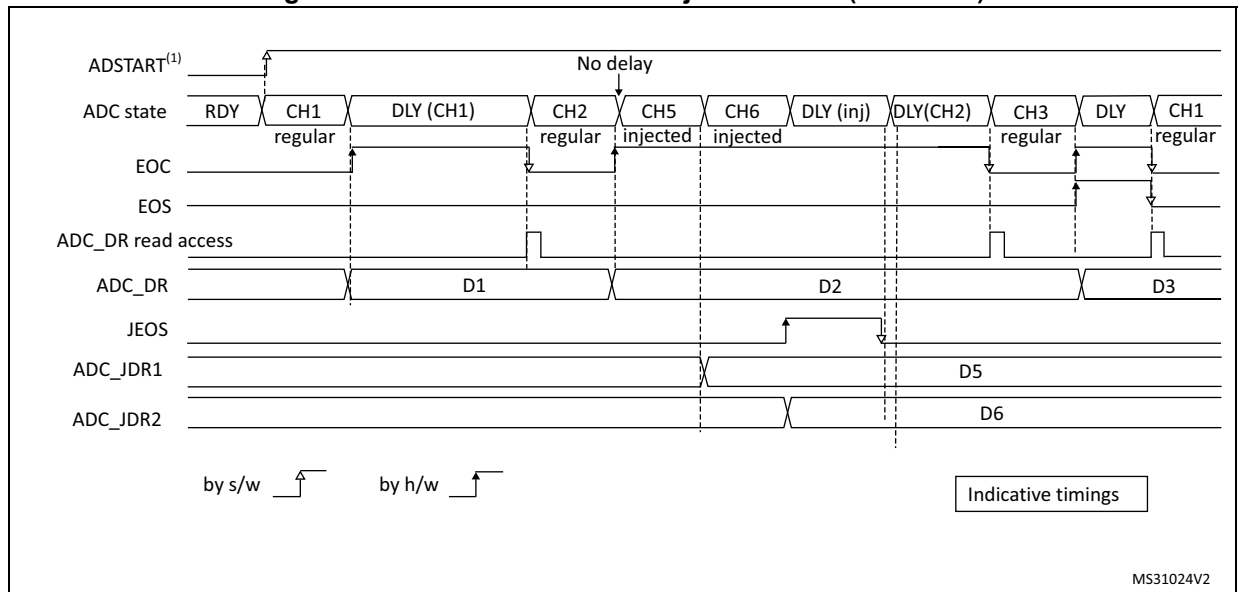 ADSTART(1)
No delay
ADC state RDY CH1 DLY (CH1) CH2 CH5 CH6 DLY (inj) DLY(CH2) CH3 DLY CH1
regular regular injected injected regular regular
EOC
EOS
ADC_DR read access
ADC_DR D1 D2 D3
JEOS
ADC_JDR1 D5
ADC_JDR2 D6
by s/w by h/w
Indicative timings
MS31024V2